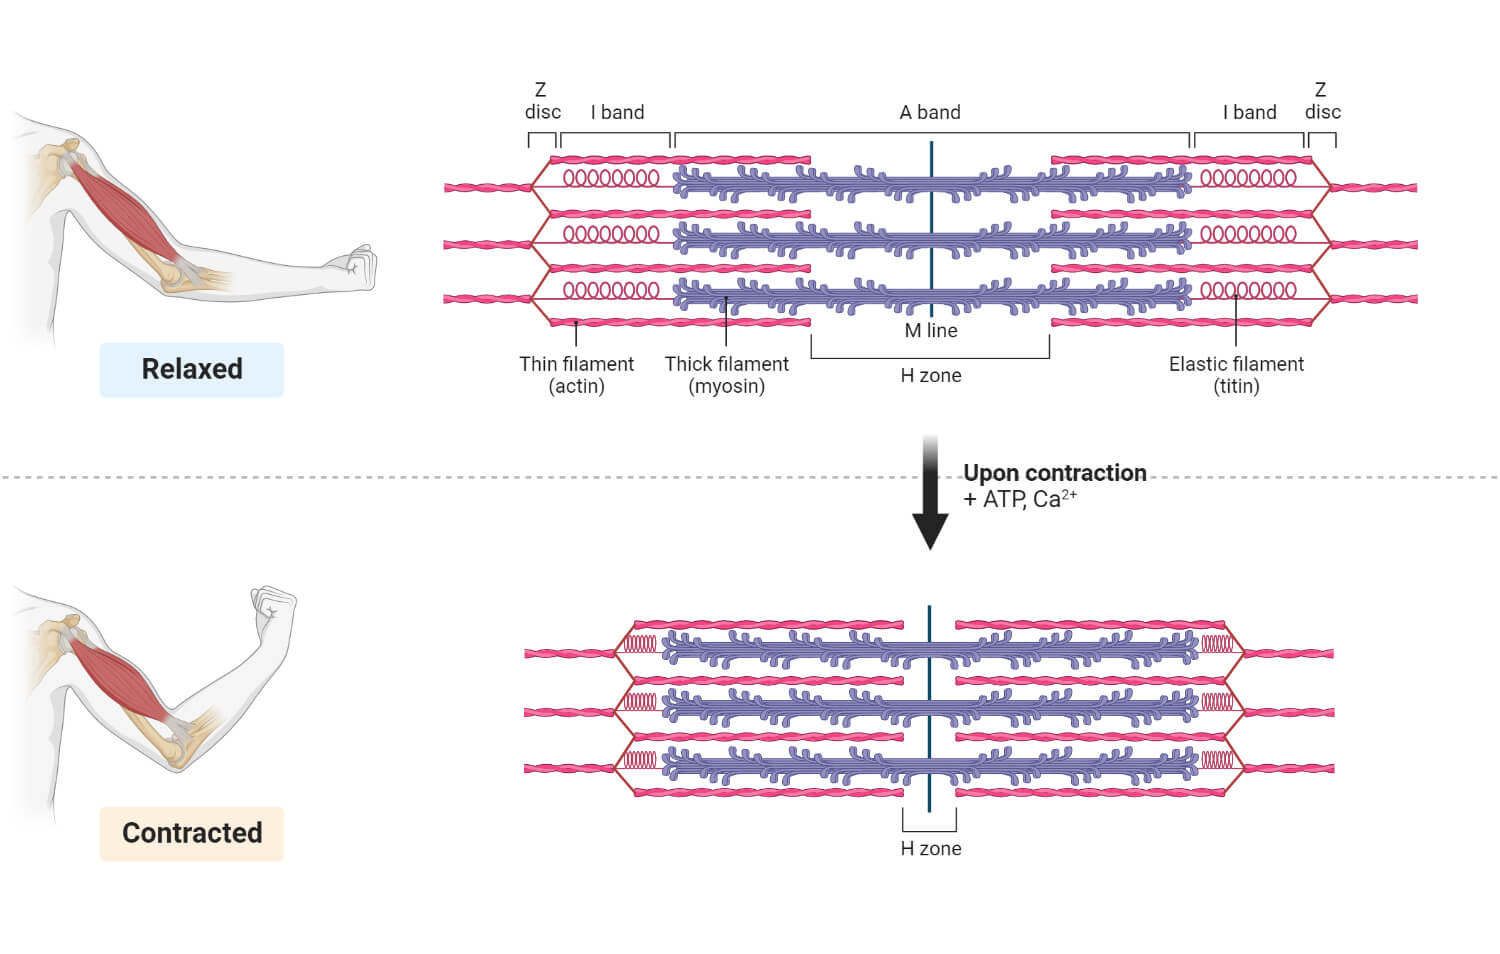 Z
disc
I band
A band
I band
Z
disc
M line
H zone
Thin filament
(actin)
Thick filament
(myosin)
Elastic filament
(titin)
Relaxed
Upon contraction
+ ATP, Ca²⁺
Contracted
H zone